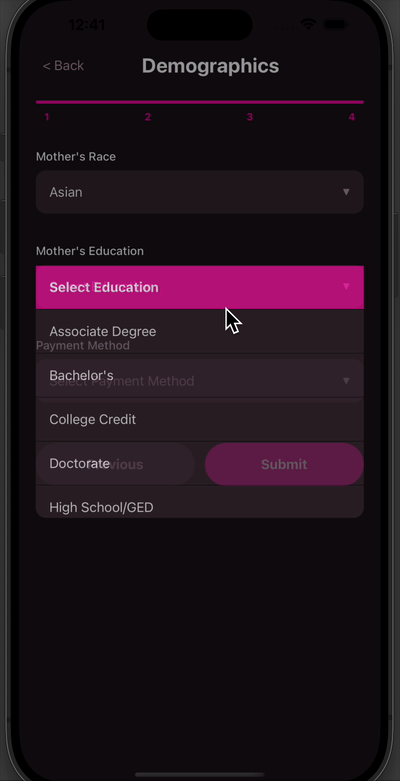 12:41
< Back
Demographics
1 2 3 4
Mother's Race
Asian
Mother's Education
Select Education
Associate Degree
Payment Method
Bachelor's
Select Payment Method
College Credit
Doctorate
Previous
Submit
High School/GED